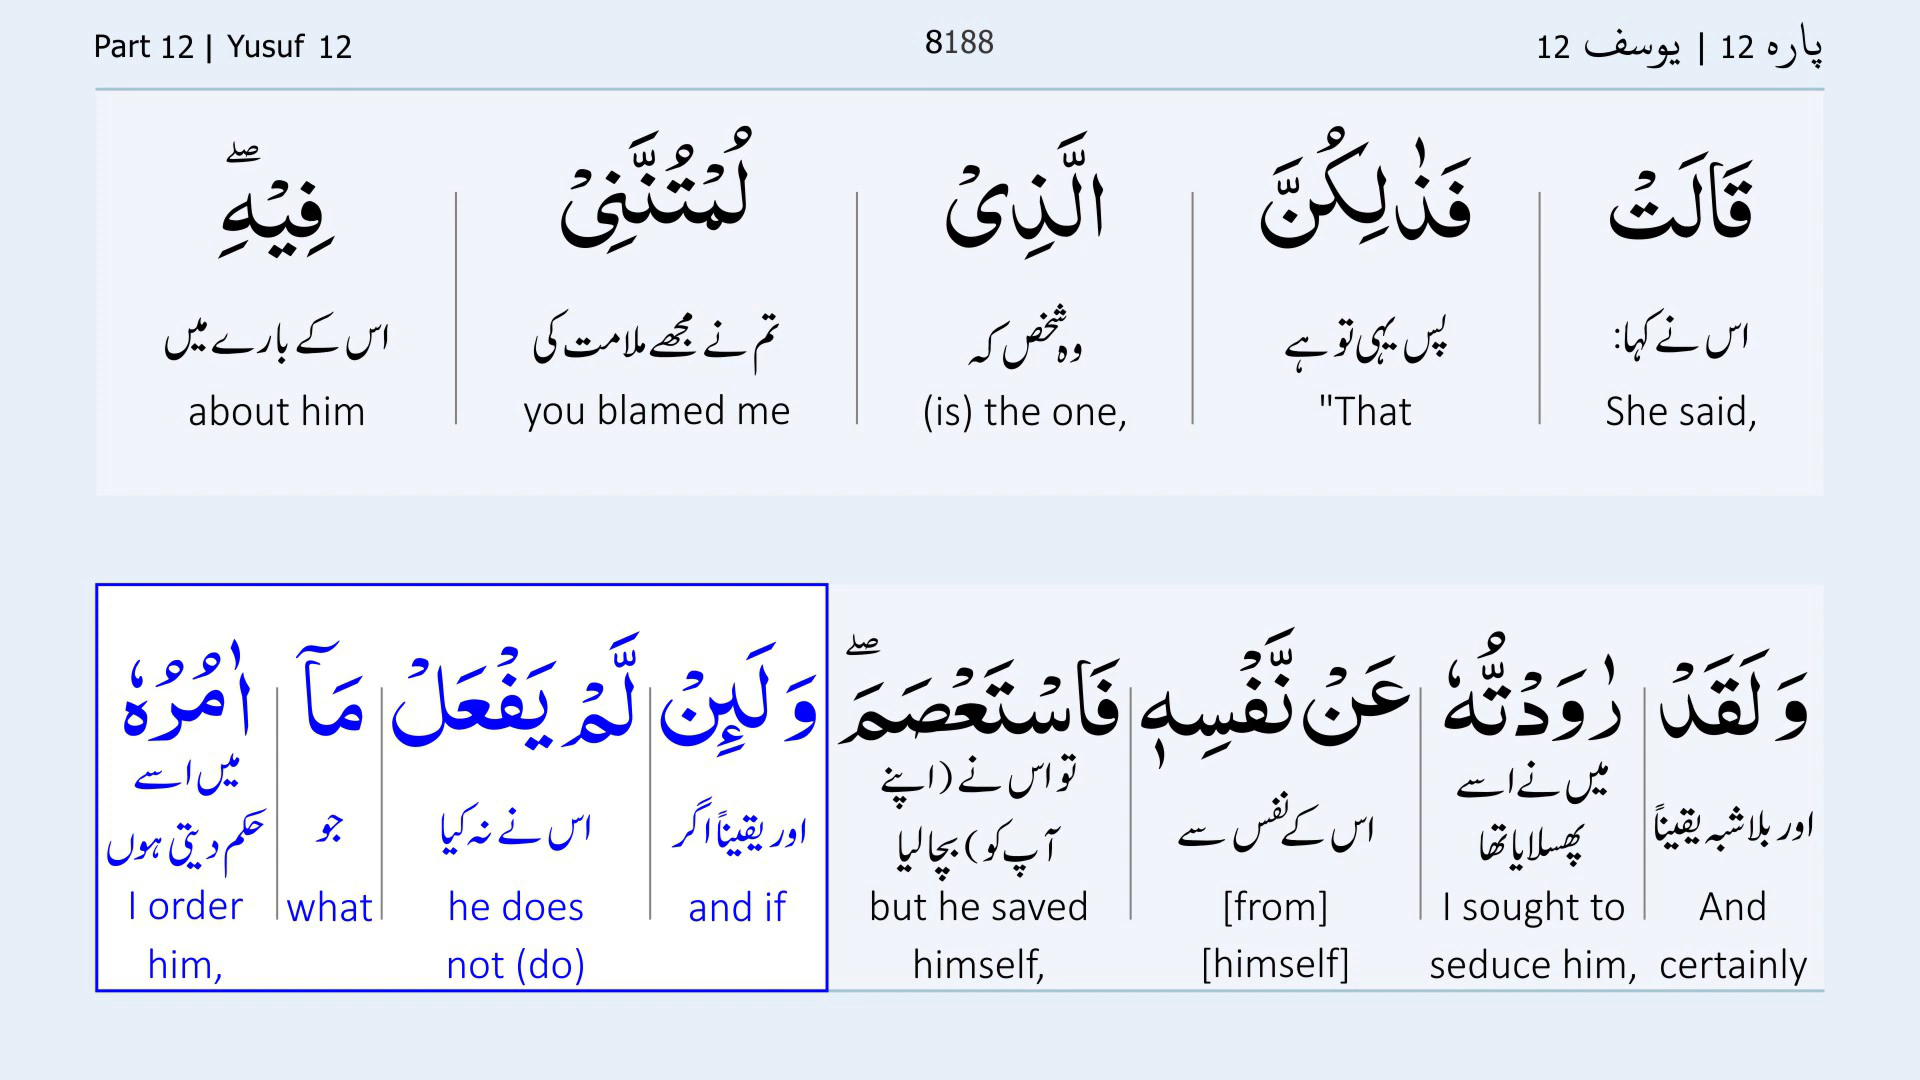 Part 12 | Yusuf 12
8188
پارہ 12 | یوسف 12
قَالَتْ فَذٰلِكُنَّ الَّذِیْ لُمْتُنَّنِیْ فِیْهِ ۖ
اس نے کہا: پس یہی تو ہے وہ شخص کہ تم نے مجھے ملامت کی اس کے بارے میں
She said, "That (is) the one, you blamed me about him
وَ لَقَدْ رٰوَدْتُّهٗ عَنْ نَّفْسِهٖ فَاسْتَعْصَمَ ۖ وَ لَىِٕنْ لَّمْ یَفْعَلْ مَاۤ اٰمُرُهٗ
اور بلاشبہ یقیناً میں نے اسے پھسلایا تھا اس کے نفس سے تو اس نے (اپنے آپ کو) بچا لیا اور یقیناً اگر اس نے نہ کیا جو میں اسے حکم دیتی ہوں
And certainly I sought to seduce him, [from] [himself] but he saved himself, and if he does not (do) what I order him,